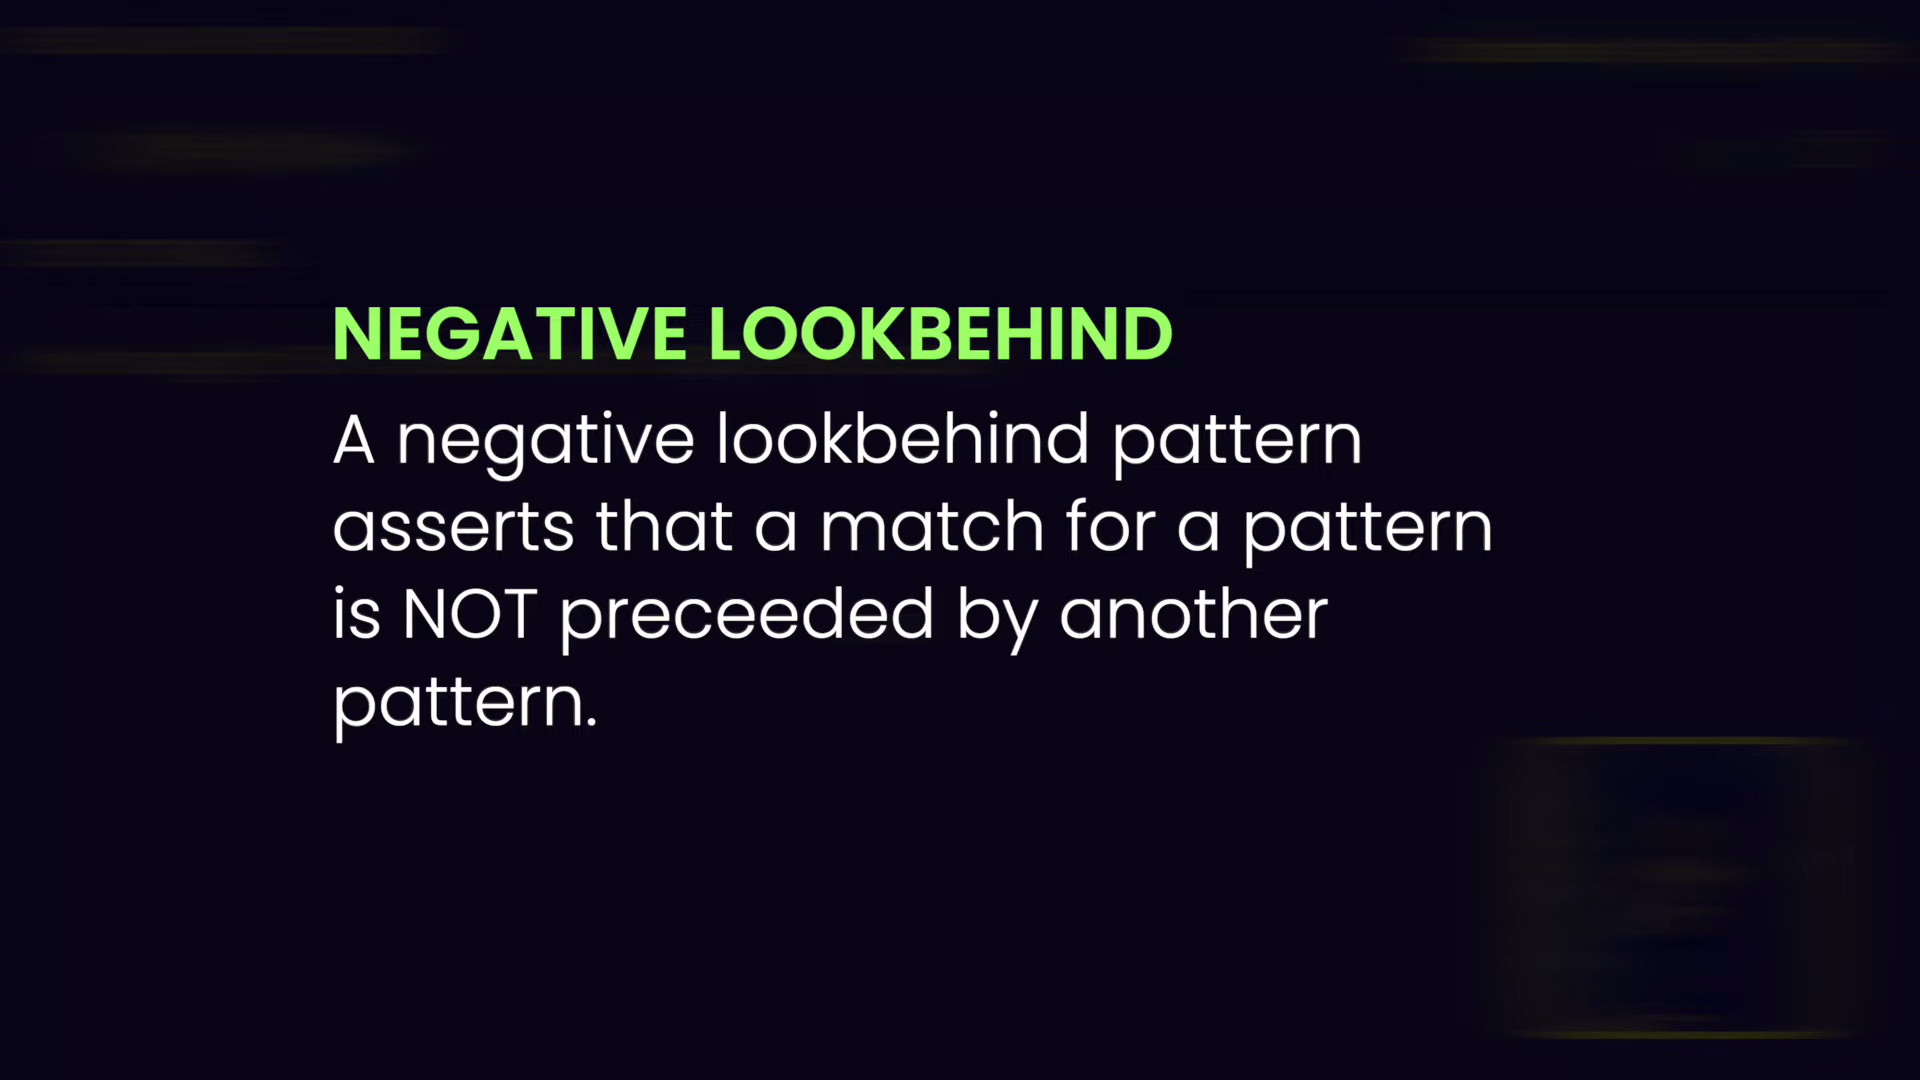 NEGATIVE LOOKBEHIND
A negative lookbehind pattern
asserts that a match for a pattern
is NOT preceeded by another
pattern.